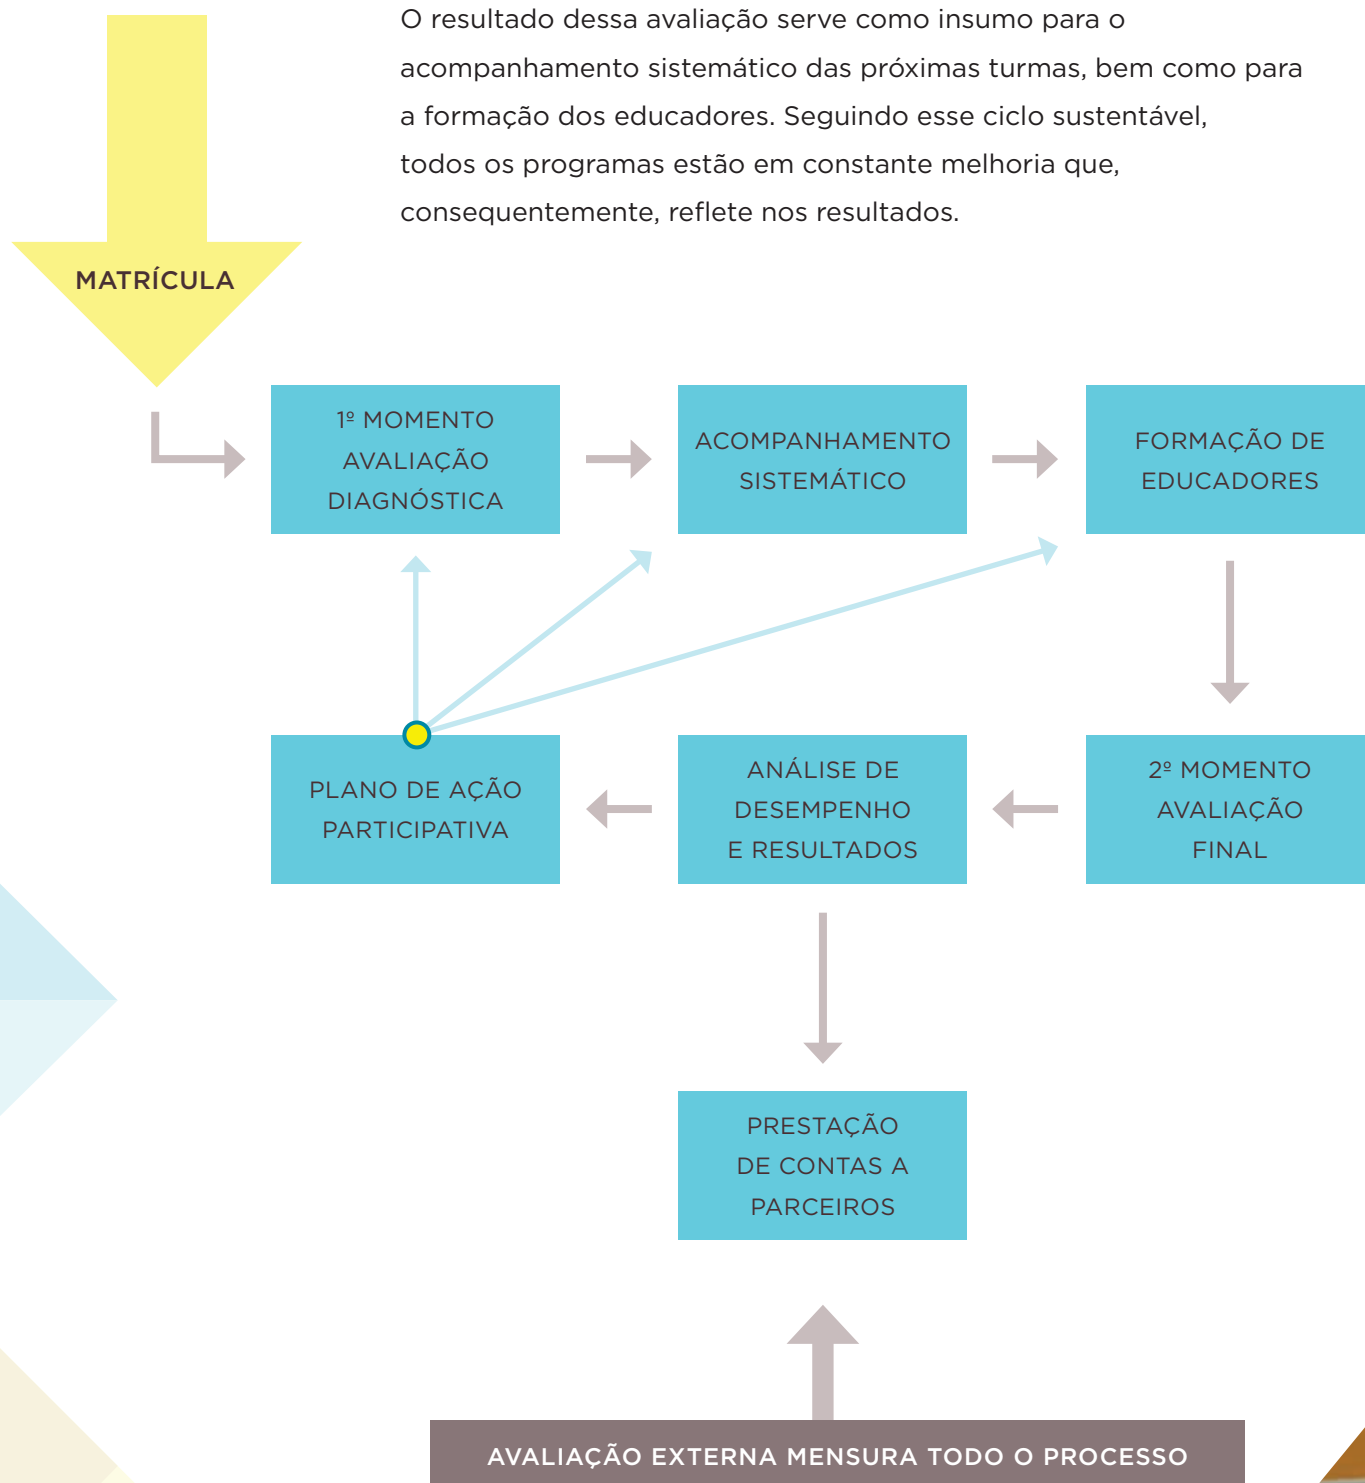 O resultado dessa avaliação serve como insumo para o
acompanhamento sistemático das próximas turmas, bem como para
a formação dos educadores. Seguindo esse ciclo sustentável,
todos os programas estão em constante melhoria que,
consequentemente, reflete nos resultados.
MATRÍCULA
1º MOMENTO
AVALIAÇÃO
DIAGNÓSTICA
ACOMPANHAMENTO
SISTEMÁTICO
FORMAÇÃO DE
EDUCADORES
PLANO DE AÇÃO
PARTICIPATIVA
ANÁLISE DE
DESEMPENHO
E RESULTADOS
2º MOMENTO
AVALIAÇÃO
FINAL
PRESTAÇÃO
DE CONTAS A
PARCEIROS
AVALIAÇÃO EXTERNA MENSURA TODO O PROCESSO